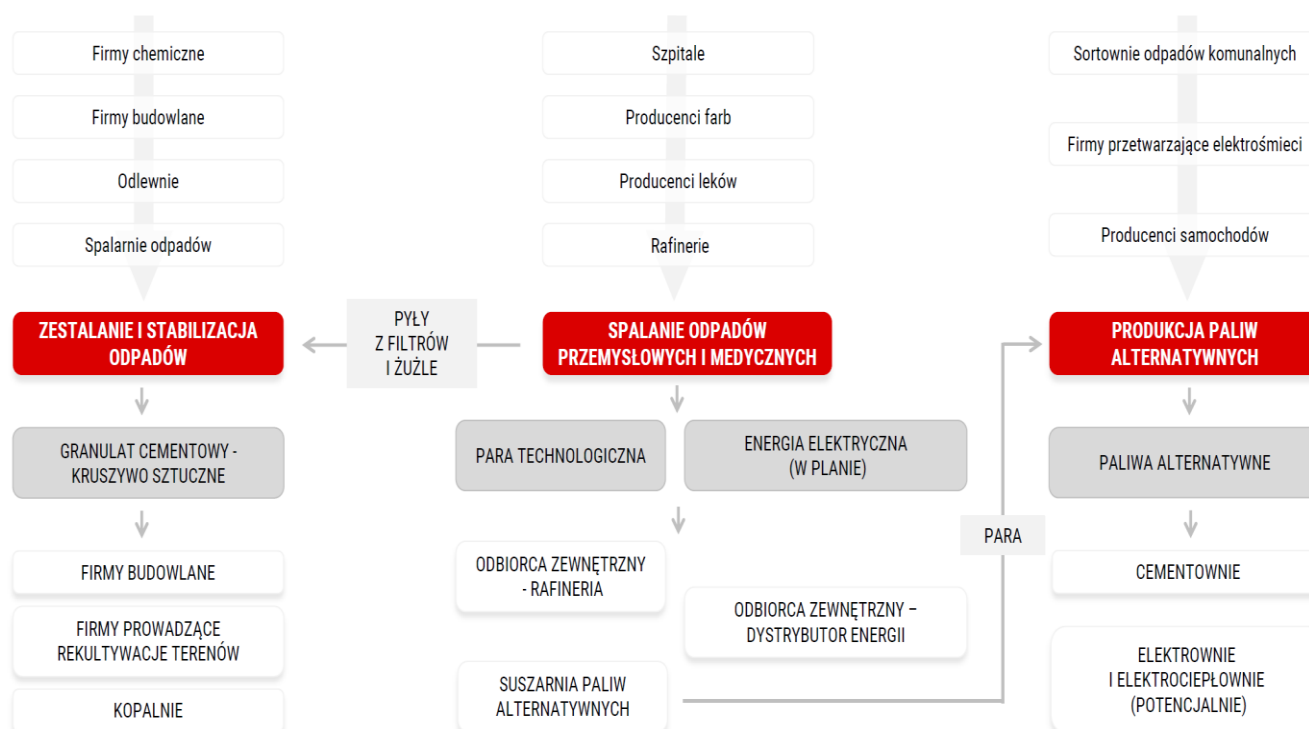 Firmy chemiczne
Firmy budowlane
Odlewnie
Spalarnie odpadów
ZESTALANIE I STABILIZACJA
ODPADÓW
GRANULAT CEMENTOWY -
KRUSZYWO SZTUCZNE
FIRMY BUDOWLANE
FIRMY PROWADZĄCE
REKULTYWACJE TERENÓW
KOPALNIE
PYŁY
Z FILTRÓW
I ŻUŻLE
Szpitale
Producenci farb
Producenci leków
Rafinerie
SPALANIE ODPADÓW
PRZEMYSŁOWYCH I MEDYCZNYCH
PARA TECHNOLOGICZNA
ENERGIA ELEKTRYCZNA
(W PLANIE)
ODBIORCA ZEWNĘTRZNY
- RAFINERIA
ODBIORCA ZEWNĘTRZNY –
DYSTRYBUTOR ENERGII
SUSZARNIA PALIW
ALTERNATYWNYCH
PARA
Sortownie odpadów komunalnych
Firmy przetwarzające elektrośmieci
Producenci samochodów
PRODUKCJA PALIW
ALTERNATYWNYCH
PALIWA ALTERNATYWNE
CEMENTOWNIE
ELEKTROWNIE
I ELEKTROCIEPŁOWNIE
(POTENCJALNIE)